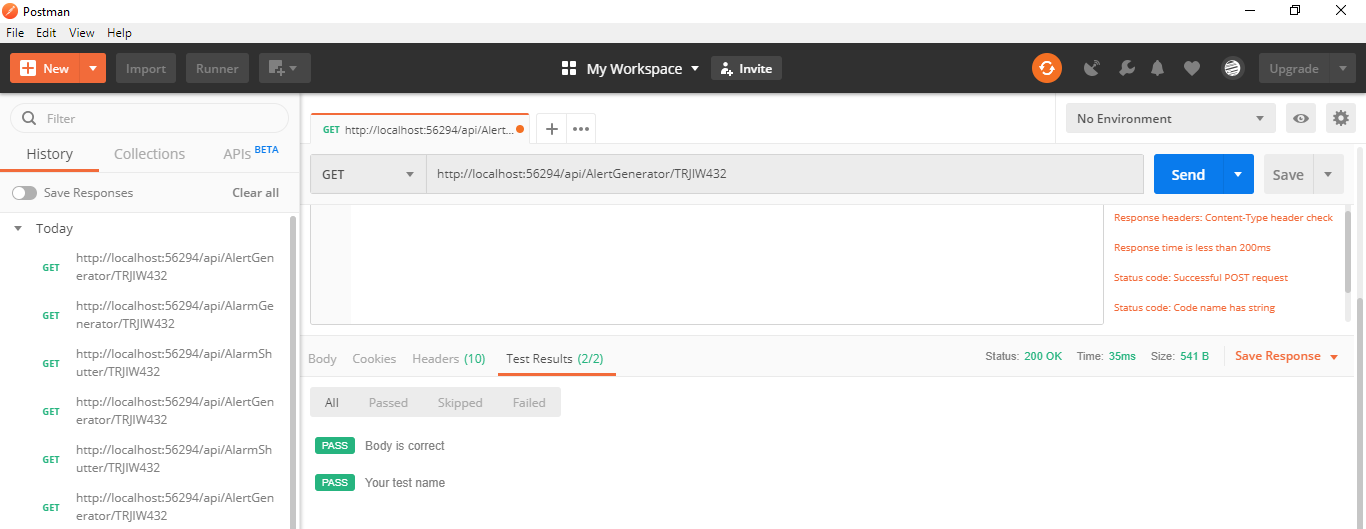 Postman
File Edit View Help
New
Import
Runner
My Workspace
Invite
Upgrade
Filter
History
Collections
APIs BETA
Save Responses
Clear all
Today
GET http://localhost:56294/api/AlertGen
erator/TRJIW432
GET http://localhost:56294/api/AlarmGe
nerator/TRJIW432
GET http://localhost:56294/api/AlarmSh
utter/TRJIW432
GET http://localhost:56294/api/AlertGen
erator/TRJIW432
GET http://localhost:56294/api/AlarmSh
utter/TRJIW432
GET http://localhost:56294/api/AlertGen
erator/TRJIW432
GET http://localhost:56294/api/Alert...
No Environment
GET
http://localhost:56294/api/AlertGenerator/TRJIW432
Send
Save
Response headers: Content-Type header check
Response time is less than 200ms
Status code: Successful POST request
Status code: Code name has string
Body
Cookies
Headers (10)
Test Results (2/2)
Status: 200 OK
Time: 35ms
Size: 541 B
Save Response
All
Passed
Skipped
Failed
PASS Body is correct
PASS Your test name